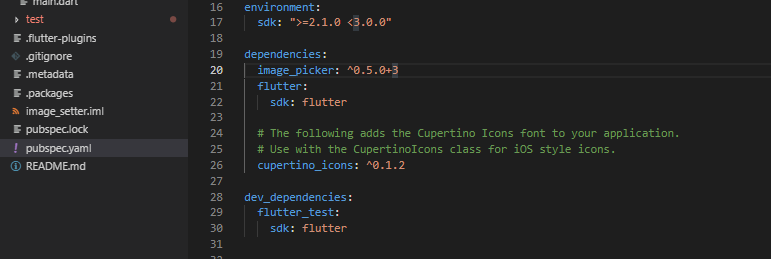 main.dart
test
.flutter-plugins
.gitignore
.metadata
.packages
image_setter.iml
pubspec.lock
! pubspec.yaml
README.md
16 environment:
17 sdk: ">=2.1.0 <3.0.0"
18
19 dependencies:
20 image_picker: ^0.5.0+3
21 flutter:
22 sdk: flutter
23
24 # The following adds the Cupertino Icons font to your application.
25 # Use with the CupertinoIcons class for iOS style icons.
26 cupertino_icons: ^0.1.2
27
28 dev_dependencies:
29 flutter_test:
30 sdk: flutter
31